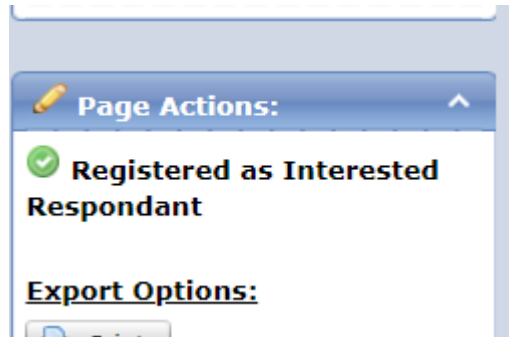 Page Actions:
Registered as Interested
Respondant
Export Options: